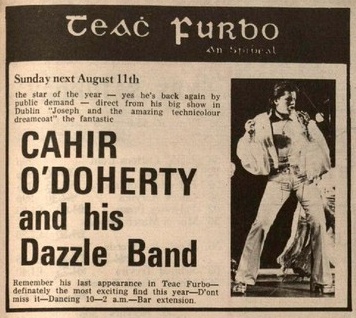 Teaċ Furbo
An Spidéal
Sunday next August 11th
the star of the year — yes he's back again by
public demand — direct from his big show in
Dublin "Joseph and the amazing technicolour
dreamcoat" the fantastic
CAHIR
O'DOHERTY
and his
Dazzle Band
Remember his last appearance in Teac Furbo—
definately the most exciting find this year—D'ont
miss it—Dancing 10—2 a.m.—Bar extension.